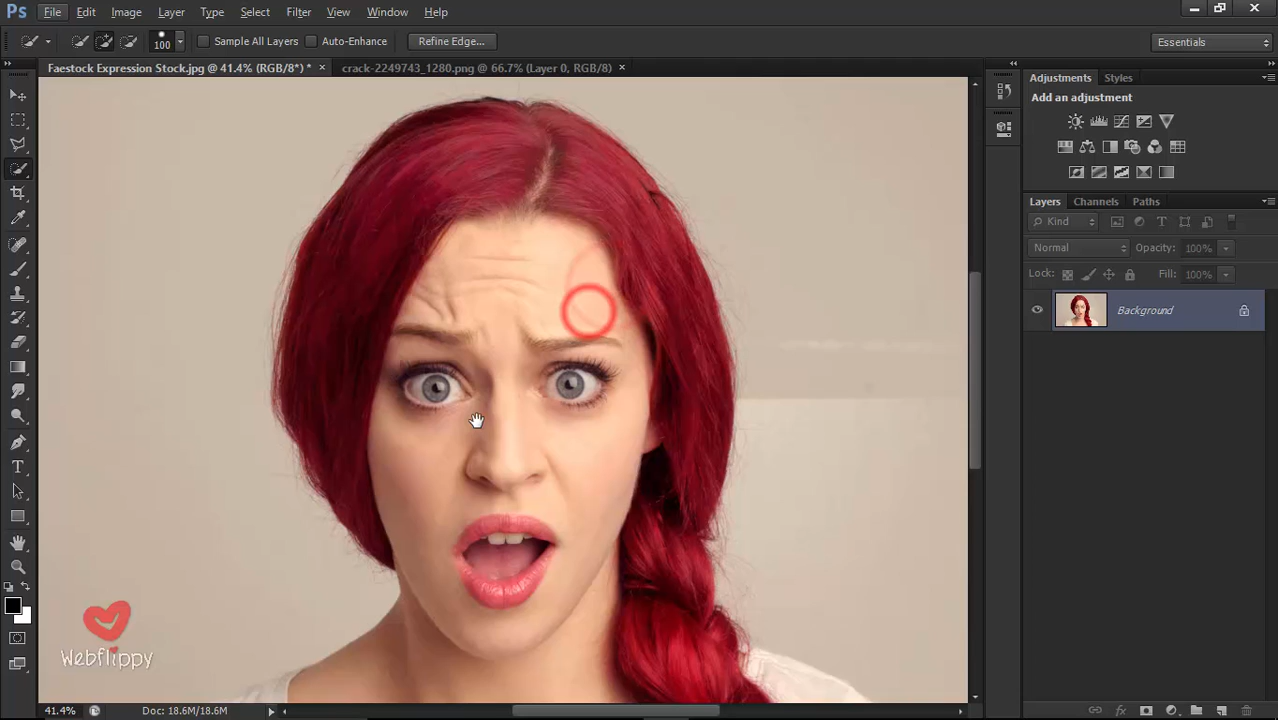 Ps File Edit Image Layer Type Select Filter 3D View Window Help
100 Sample All Layers Auto-Enhance Refine Edge... Essentials
Faestock Expression Stock.jpg @ 41.4% (RGB/8*) * × crack-2249743_1280.png @ 66.7% (Layer 0, RGB/8) ×
Adjustments Styles
Add an adjustment
Layers Channels Paths
Kind
Normal Opacity: 100%
Lock: Fill: 100%
Background
T
Webflippy
41.4% Doc: 18.6M/18.6M